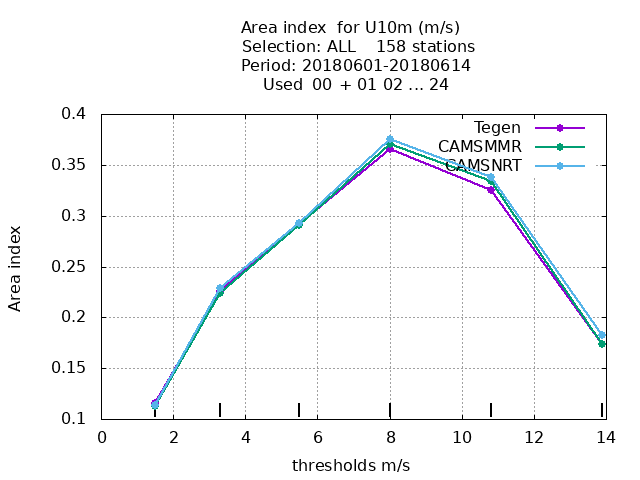 Area index  for U10m (m/s)
Selection: ALL    158 stations
Period: 20180601-20180614
Used  00 + 01 02 ... 24
Tegen
CAMSMMR
CAMSNRT
0.4
0.35
0.3
0.25
0.2
0.15
0.1
Area index
0 2 4 6 8 10 12 14
thresholds m/s